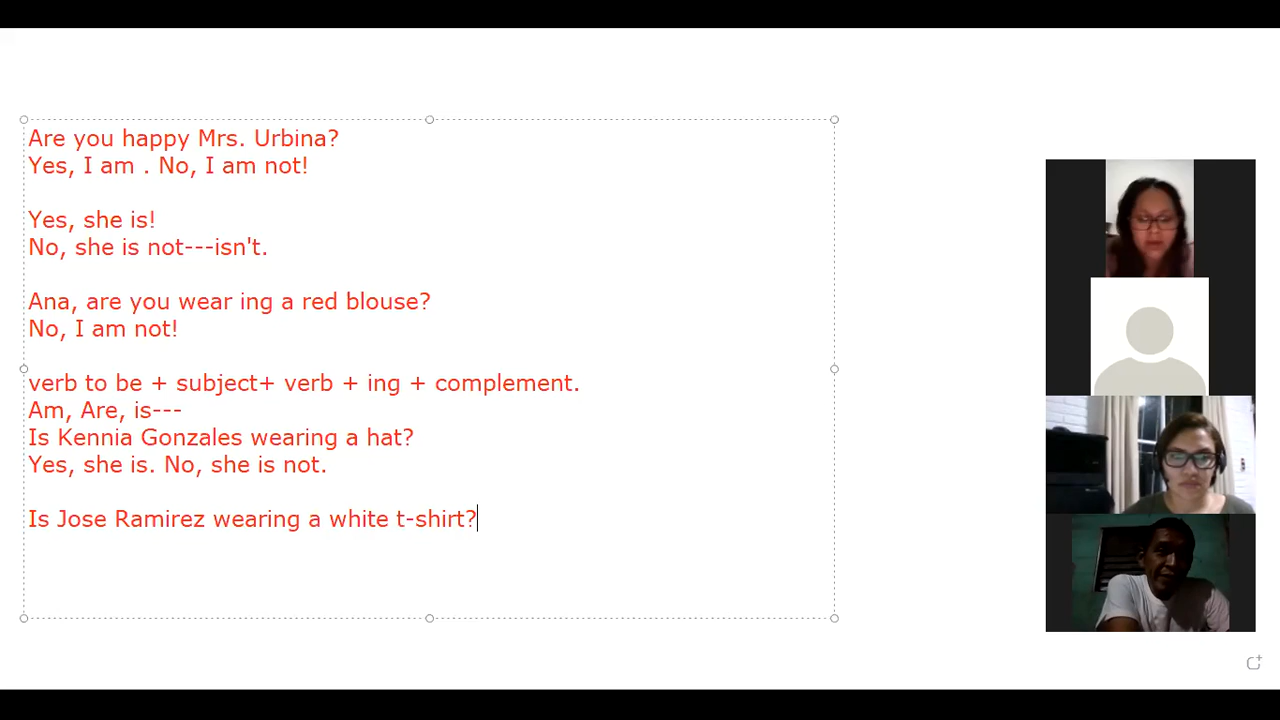 Are you happy Mrs. Urbina?
Yes, I am . No, I am not!
Yes, she is!
No, she is not---isn't.
Ana, are you wear ing a red blouse?
No, I am not!
verb to be + subject+ verb + ing + complement.
Am, Are, is---
Is Kennia Gonzales wearing a hat?
Yes, she is. No, she is not.
Is Jose Ramirez wearing a white t-shirt?